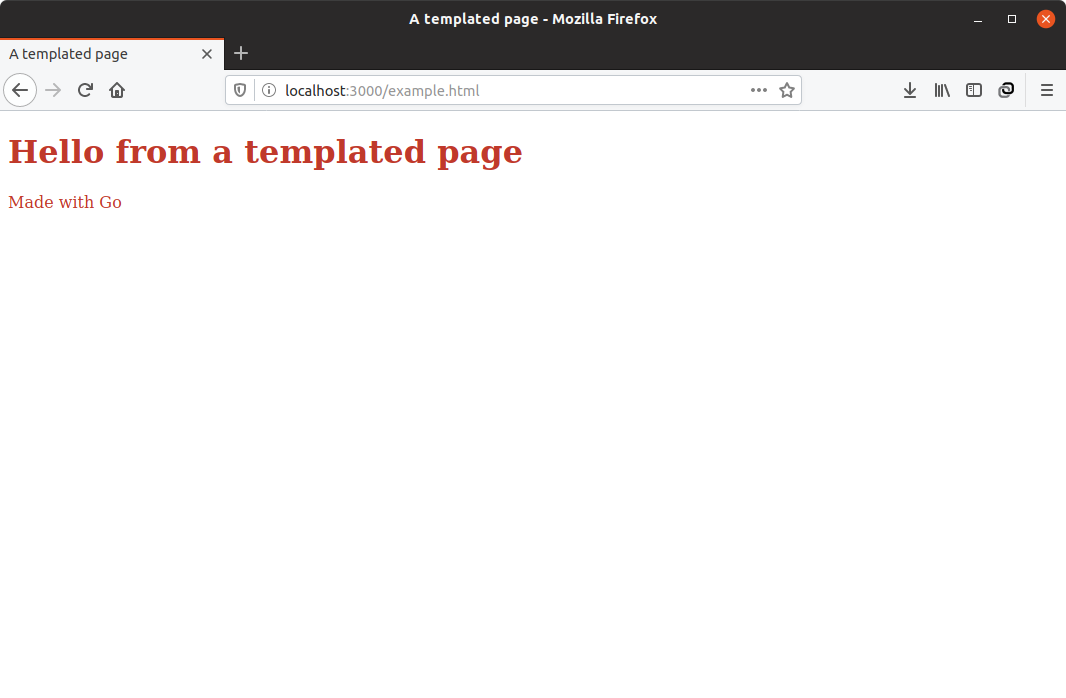 A templated page - Mozilla Firefox
A templated page
localhost:3000/example.html
Hello from a templated page
Made with Go